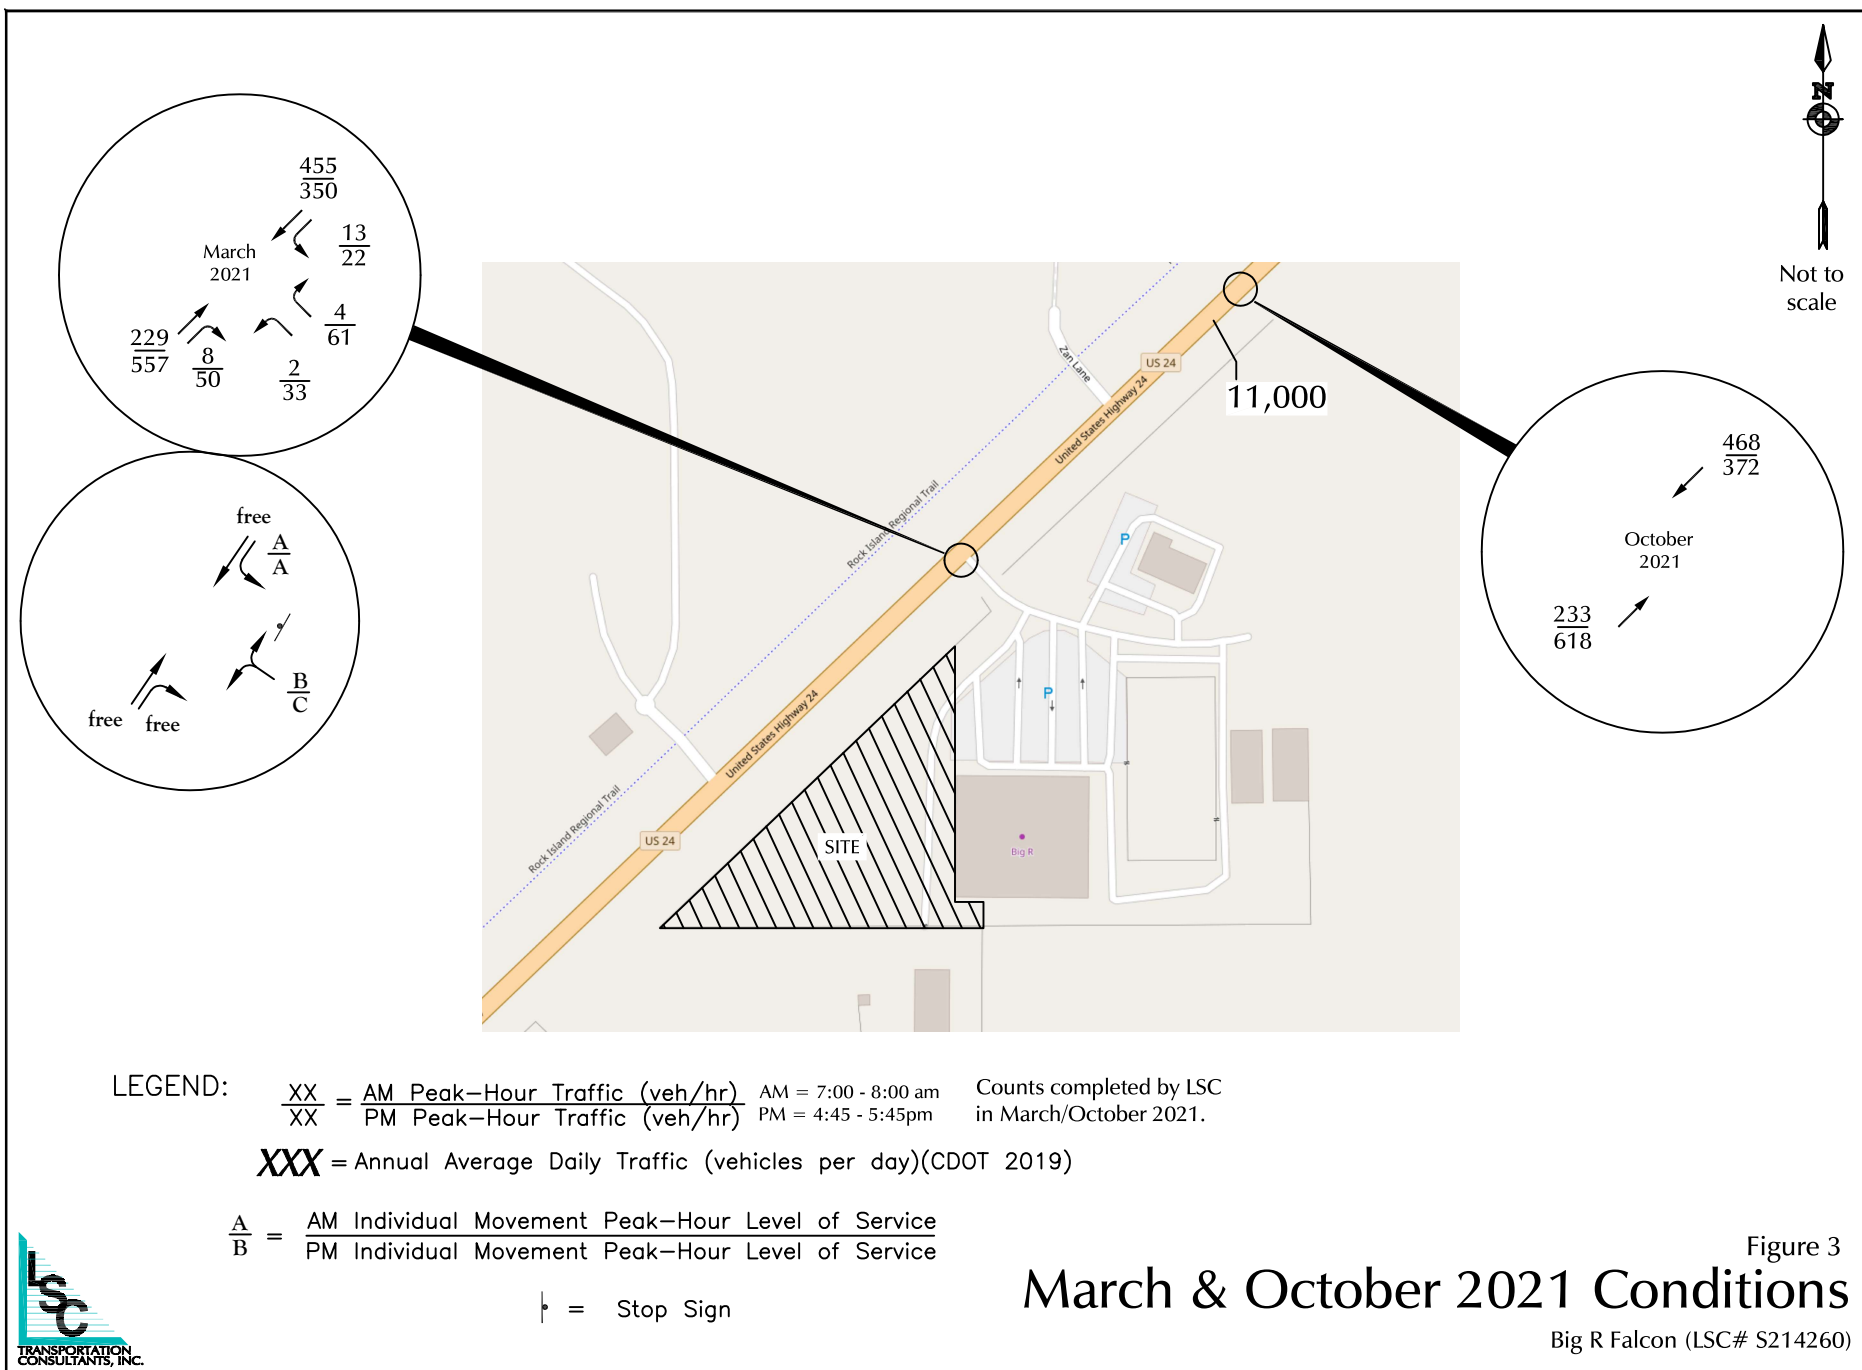 N
Not to
scale
455
350
13
22
March
2021
4
61
229
557
8
50
2
33
free
A
A
B
C
free
free
Zan Lane
US 24
United States Highway 24
11,000
Rock Island Regional Trail
P
P
468
372
October
2021
233
618
United States Highway 24
US 24
Rock Island Regional Trail
SITE
Big R
LEGEND:
XX = AM Peak-Hour Traffic (veh/hr) AM = 7:00 - 8:00 am Counts completed by LSC
XX PM Peak-Hour Traffic (veh/hr) PM = 4:45 - 5:45pm in March/October 2021.
XXX = Annual Average Daily Traffic (vehicles per day)(CDOT 2019)
A = AM Individual Movement Peak-Hour Level of Service
B PM Individual Movement Peak-Hour Level of Service
= Stop Sign
LSC
TRANSPORTATION
CONSULTANTS, INC.
Figure 3
March & October 2021 Conditions
Big R Falcon (LSC# S214260)